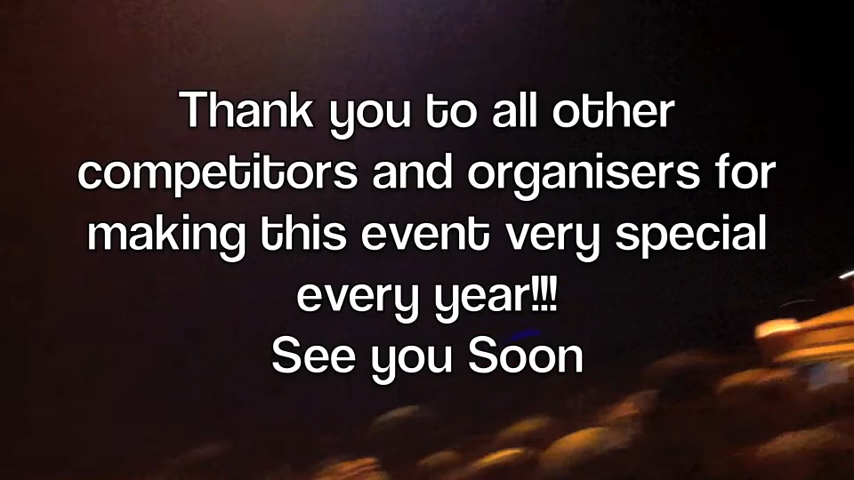 Thank you to all other
competitors and organisers for
making this event very special
every year!!!
See you Soon